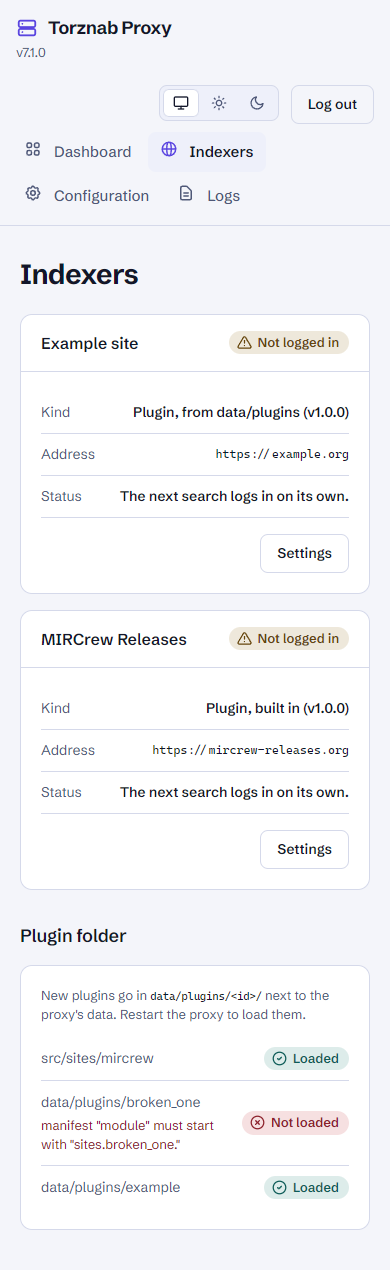 Torznab Proxy
v7.1.0
Log out
Dashboard
Indexers
Configuration
Logs
Indexers
Example site
Not logged in
Kind
Plugin, from data/plugins (v1.0.0)
Address
https://example.org
Status
The next search logs in on its own.
Settings
MIRCrew Releases
Not logged in
Kind
Plugin, built in (v1.0.0)
Address
https://mircrew-releases.org
Status
The next search logs in on its own.
Settings
Plugin folder
New plugins go in data/plugins/<id>/ next to the
proxy's data. Restart the proxy to load them.
src/sites/mircrew
Loaded
data/plugins/broken_one
manifest "module" must start
with "sites.broken_one."
Not loaded
data/plugins/example
Loaded